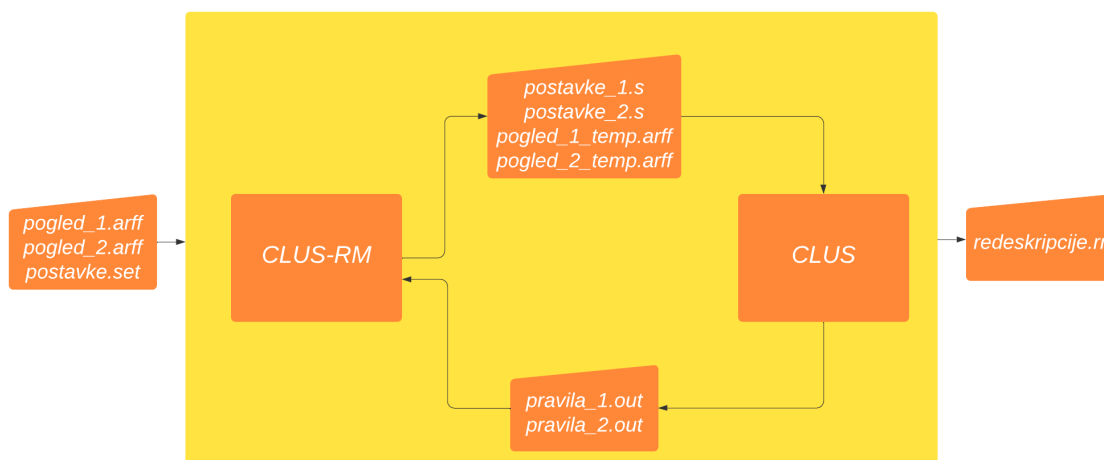 pogled_1.arff
pogled_2.arff
postavke.set
CLUS-RM
postavke_1.s
postavke_2.s
pogled_1_temp.arff
pogled_2_temp.arff
CLUS
pravila_1.out
pravila_2.out